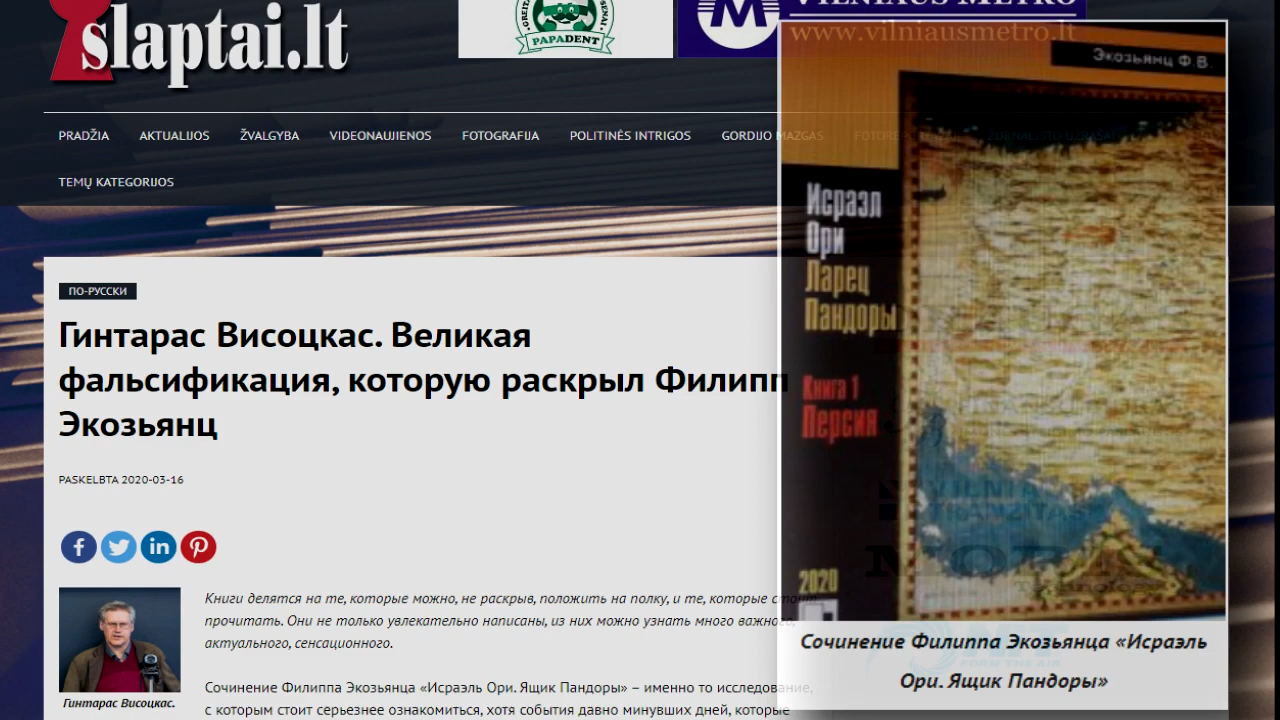 slaptai.lt
PAPADENT
VILNIAUS METRO
www.vilniausmetro.lt
PRADŽIA AKTUALIJOS ŽVALGYBA VIDEONAUJIENOS FOTOGRAFIJA POLITINĖS INTRIGOS GORDIJO MAZGAS
TEMŲ KATEGORIJOS
ПО-РУССКИ
Гинтарас Висоцкас. Великая
фальсификация, которую раскрыл Филипп
Экозьянц
PASKELBTA 2020-03-16
Книги делятся на те, которые можно, не раскрыв, положить на полку, и те, которые стоит
прочитать. Они не только увлекательно написаны, из них можно узнать много важного,
актуального, сенсационного.
Гинтарас Висоцкас.
Сочинение Филиппа Экозьянца «Исраэль Ори. Ящик Пандоры» – именно то исследование,
с которым стоит серьезнее ознакомиться, хотя события давно минувших дней, которые
Экозьянц Ф.В.
Исраэл
Ори
Ларец
Пандоры
Книга 1
Персия
2020
Сочинение Филиппа Экозьянца «Исраэль
Ори. Ящик Пандоры»